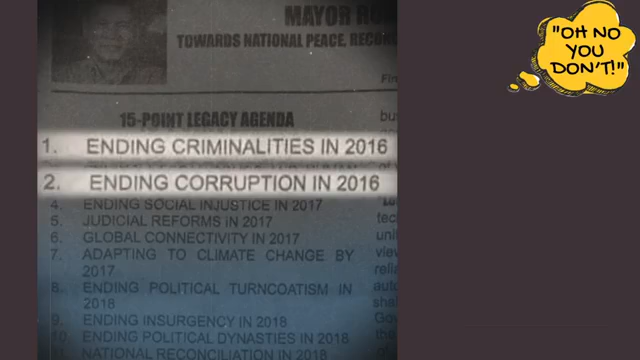 MAYOR RO
TOWARDS NATIONAL PEACE, RECON
Fin
15-POINT LEGACY AGENDA
1. ENDING CRIMINALITIES IN 2016
2. ENDING CORRUPTION IN 2016
4. ENDING SOCIAL INJUSTICE IN 2017
5. JUDICIAL REFORMS IN 2017
6. GLOBAL CONNECTIVITY IN 2017
7. ADAPTING TO CLIMATE CHANGE BY
2017
8. ENDING POLITICAL TURNCOATISM IN
2018
9. ENDING INSURGENCY IN 2018
10. ENDING POLITICAL DYNASTIES IN 2018
11. NATIONAL RECONCILIATION IN 2018
"OH NO
YOU
DON'T!"